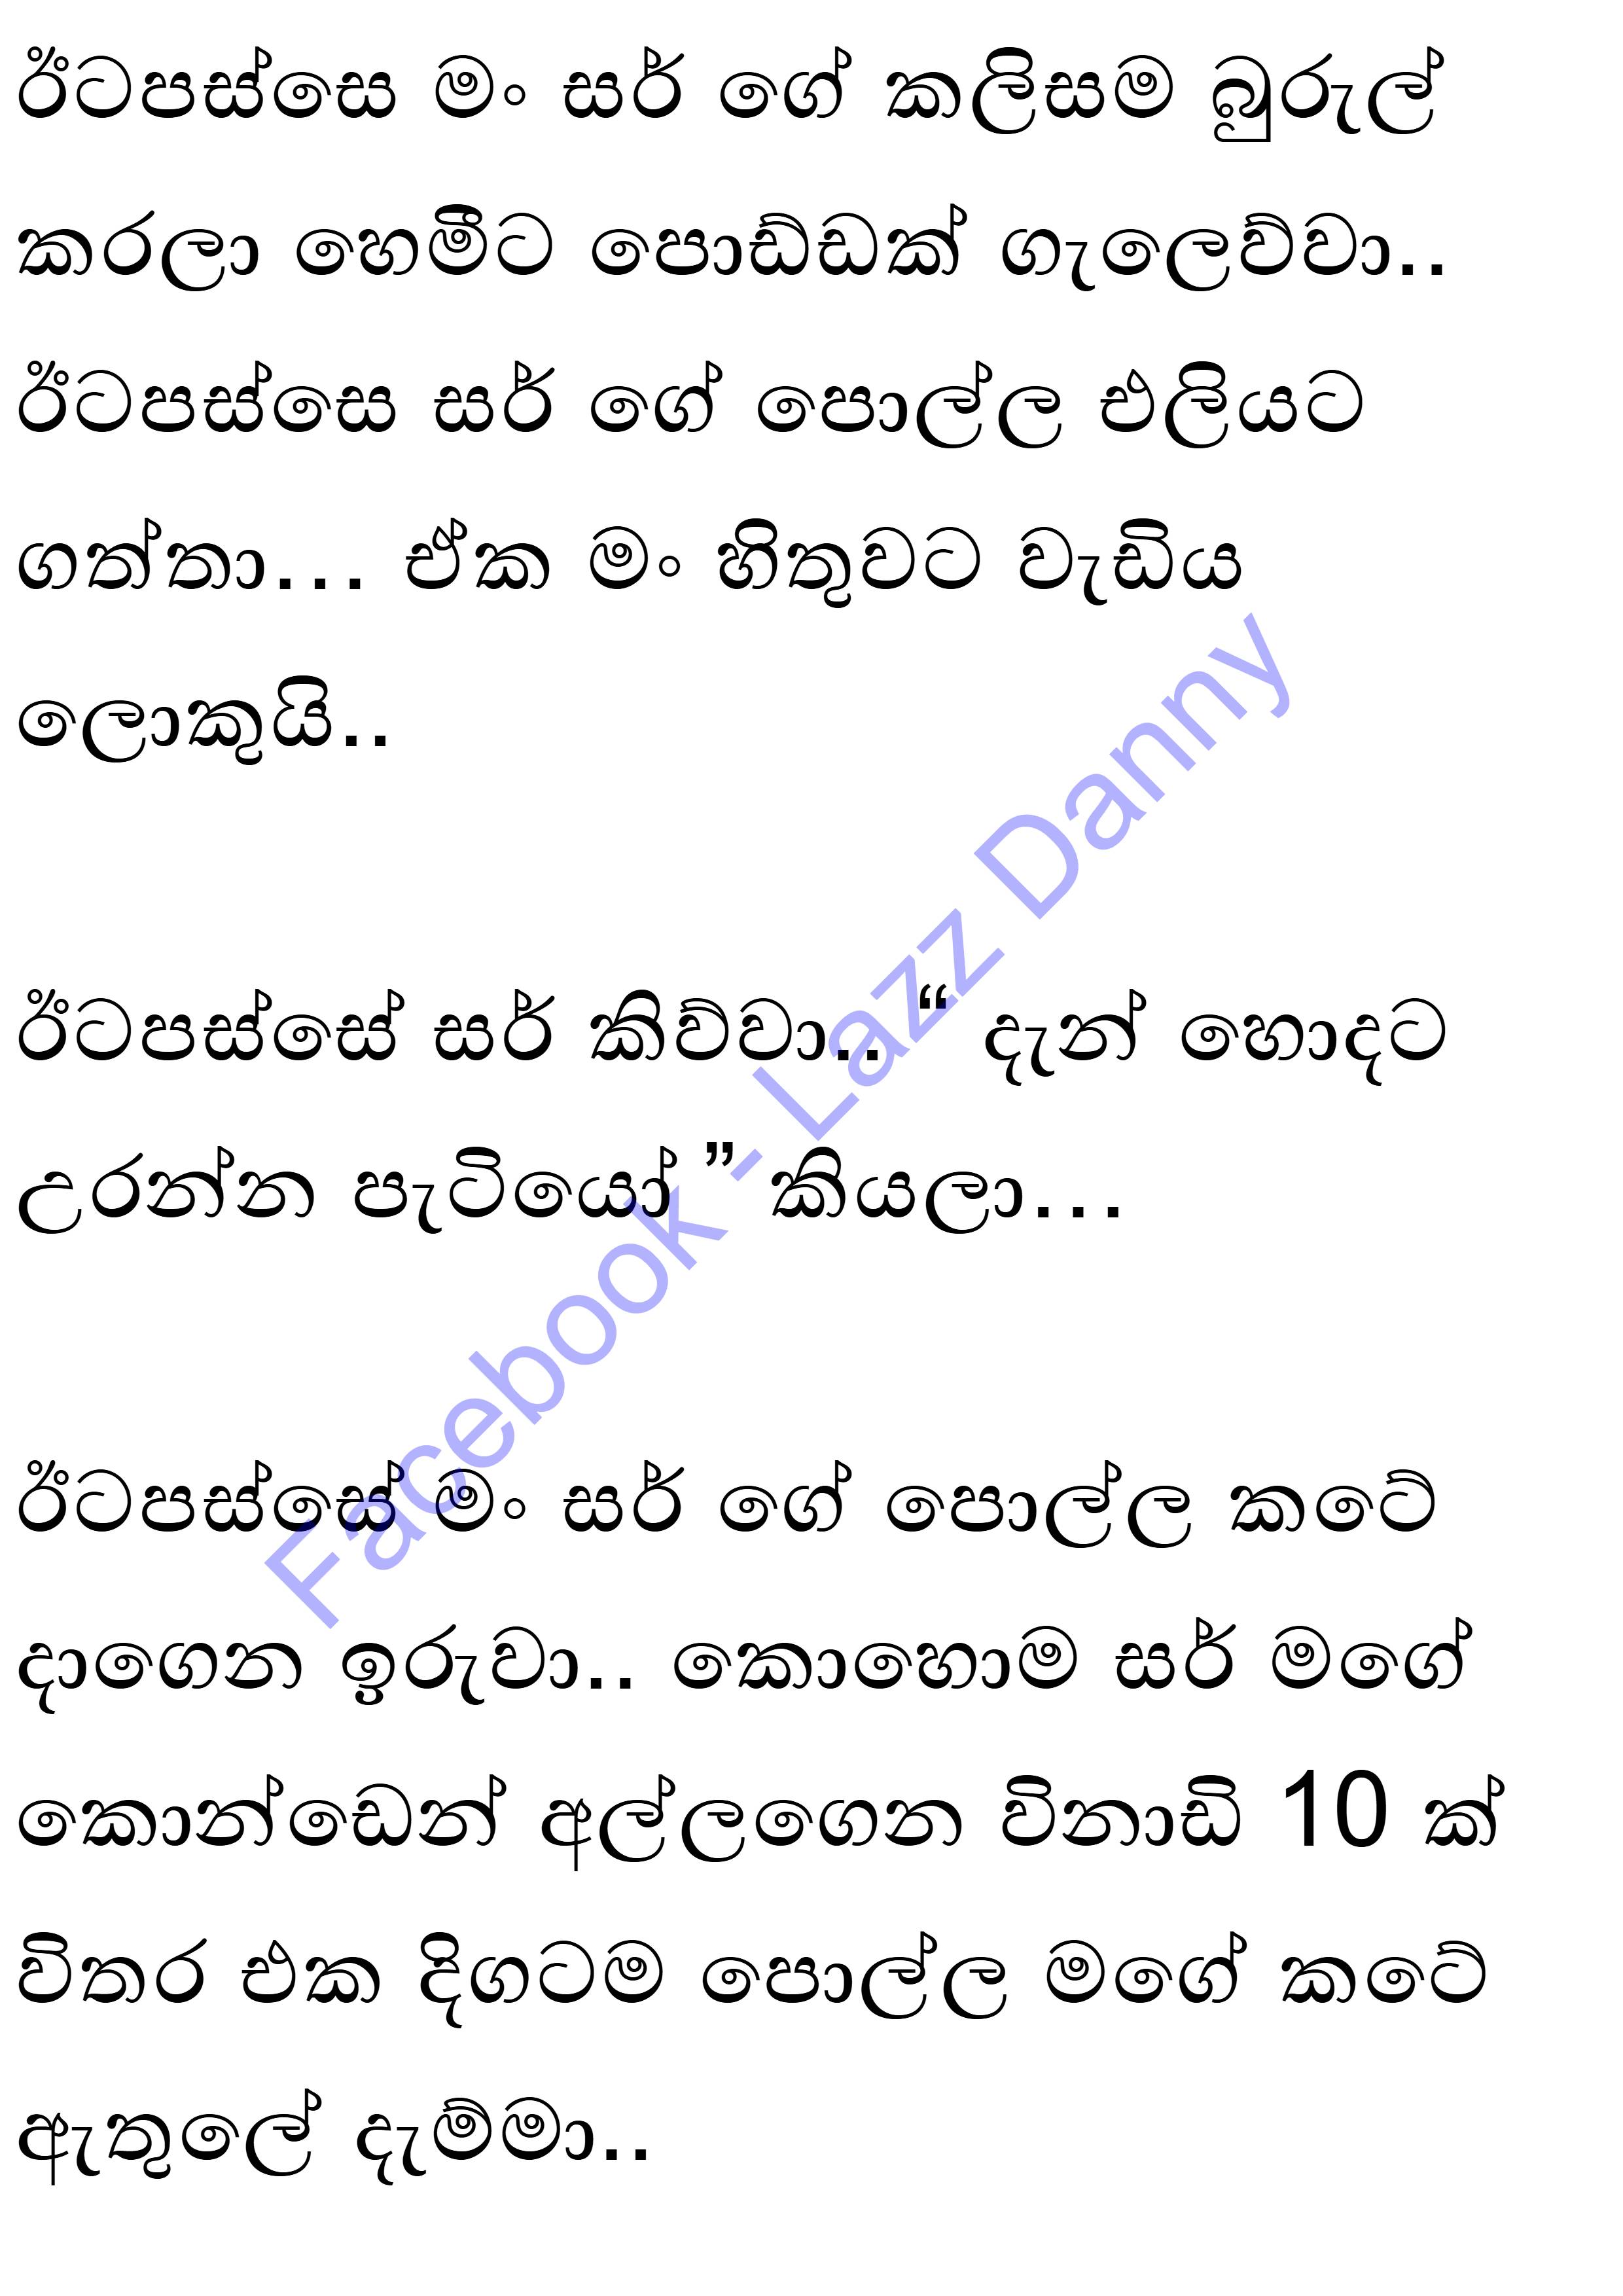 ඊටපස්සෙ මං සර් ගේ කලිසම බුරුල්
කරලා හෙමීට පොඩ්ඩක් ගැලෙව්වා..
ඊටපස්සෙ සර් ගේ පොල්ල එලියට
ගත්තා... ඒක මං හිතුවට වැඩිය
ලොකුයි..
ඊටපස්සේ සර් කිව්වා.. “ දැන් හොදට
උරන්න පැටියෝ ” කියලා...
ඊටපස්සේ මං සර් ගේ පොල්ල කටේ
දාගෙන ඉරුවා.. කොහොම සර් මගේ
කොන්ඩෙන් අල්ලගෙන විනාඩි 10 ක්
විතර එක දිගටම පොල්ල මගේ කටේ
ඇතුලේ දැම්මා..
Facebook - Lazz Danny